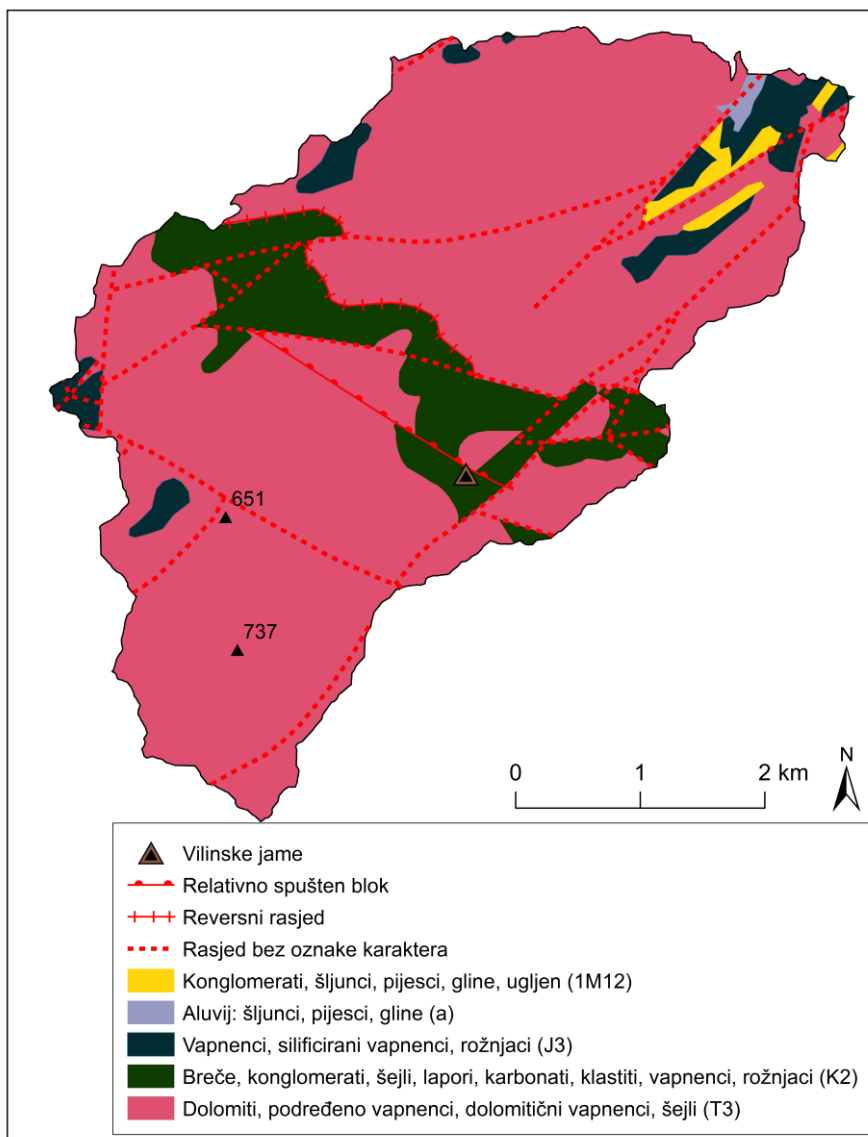 651
737
0 1 2 km
N
Vilinske jame
Relativno spušten blok
Reversni rasjed
Rasjed bez oznake karaktera
Konglomerati, šljunci, pijesci, gline, ugljen (1M12)
Aluvij: šljunci, pijesci, gline (a)
Vapnenci, silificirani vapnenci, rožnjaci (J3)
Breče, konglomerati, šejli, lapori, karbonati, klastiti, vapnenci, rožnjaci (K2)
Dolomiti, podređeno vapnenci, dolomitični vapnenci, šejli (T3)